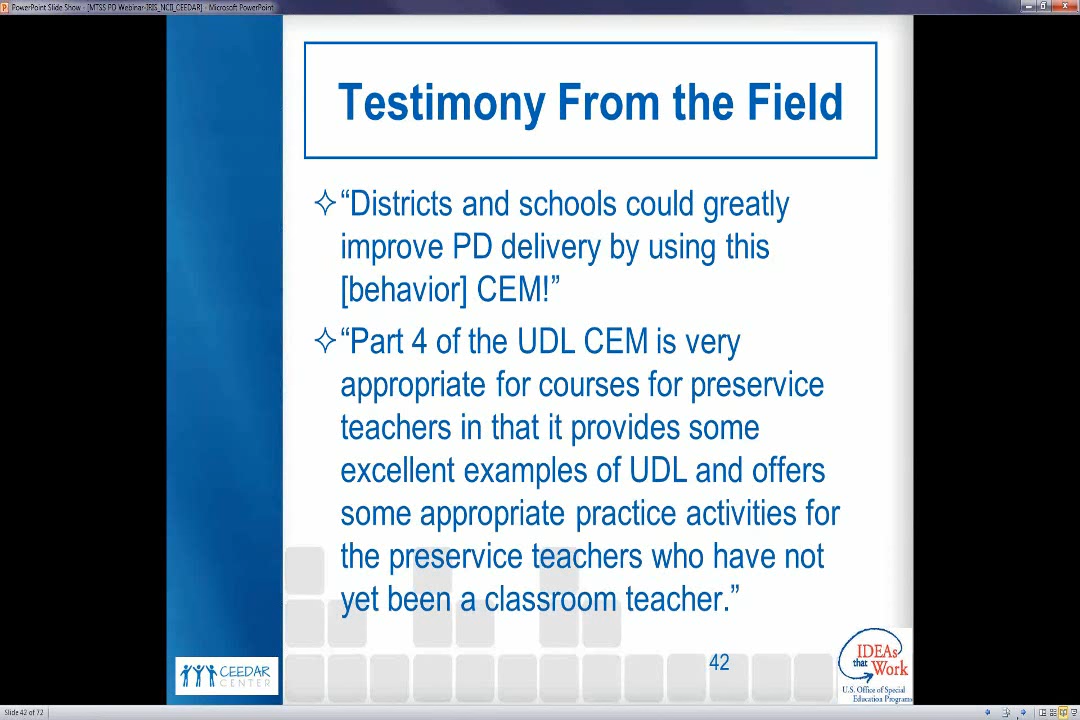 PowerPoint Slide Show - [MTSS PD Webinar-IRIS_NCII_CEEDAR] - Microsoft PowerPoint
Testimony From the Field
“Districts and schools could greatly
improve PD delivery by using this
[behavior] CEM!”
“Part 4 of the UDL CEM is very
appropriate for courses for preservice
teachers in that it provides some
excellent examples of UDL and offers
some appropriate practice activities for
the preservice teachers who have not
yet been a classroom teacher.”
42
CEEDAR
CENTER
IDEAs
that Work
U.S. Office of Special
Education Programs
Slide 42 of 72